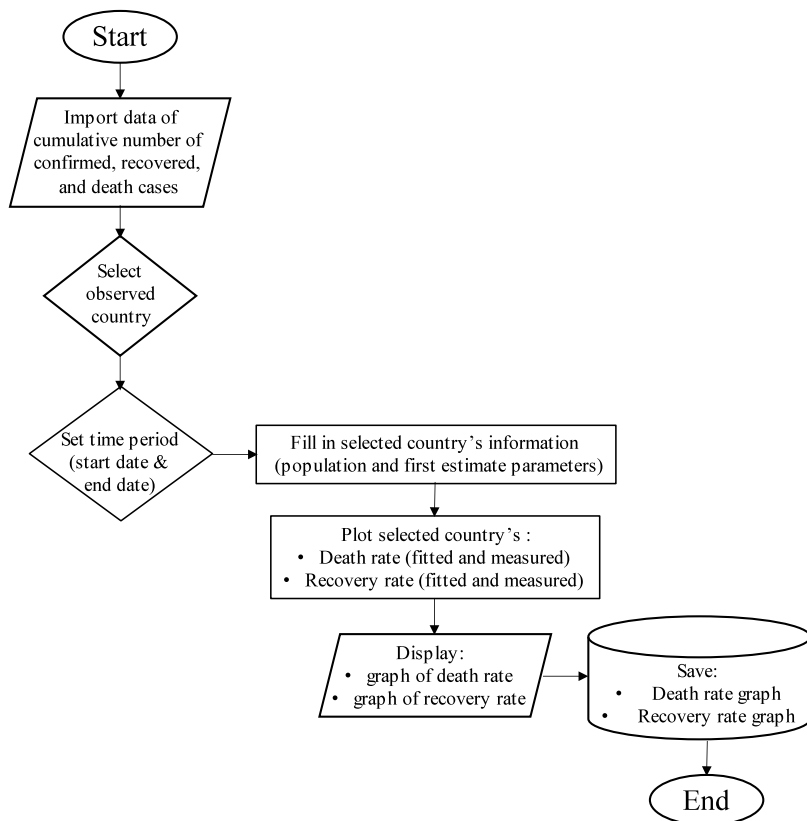 Start
Import data of
cumulative number of
confirmed, recovered,
and death cases
Select
observed
country
Set time period
(start date &
end date)
Fill in selected country’s information
(population and first estimate parameters)
Plot selected country’s :
• Death rate (fitted and measured)
• Recovery rate (fitted and measured)
Display:
• graph of death rate
• graph of recovery rate
Save:
• Death rate graph
• Recovery rate graph
End